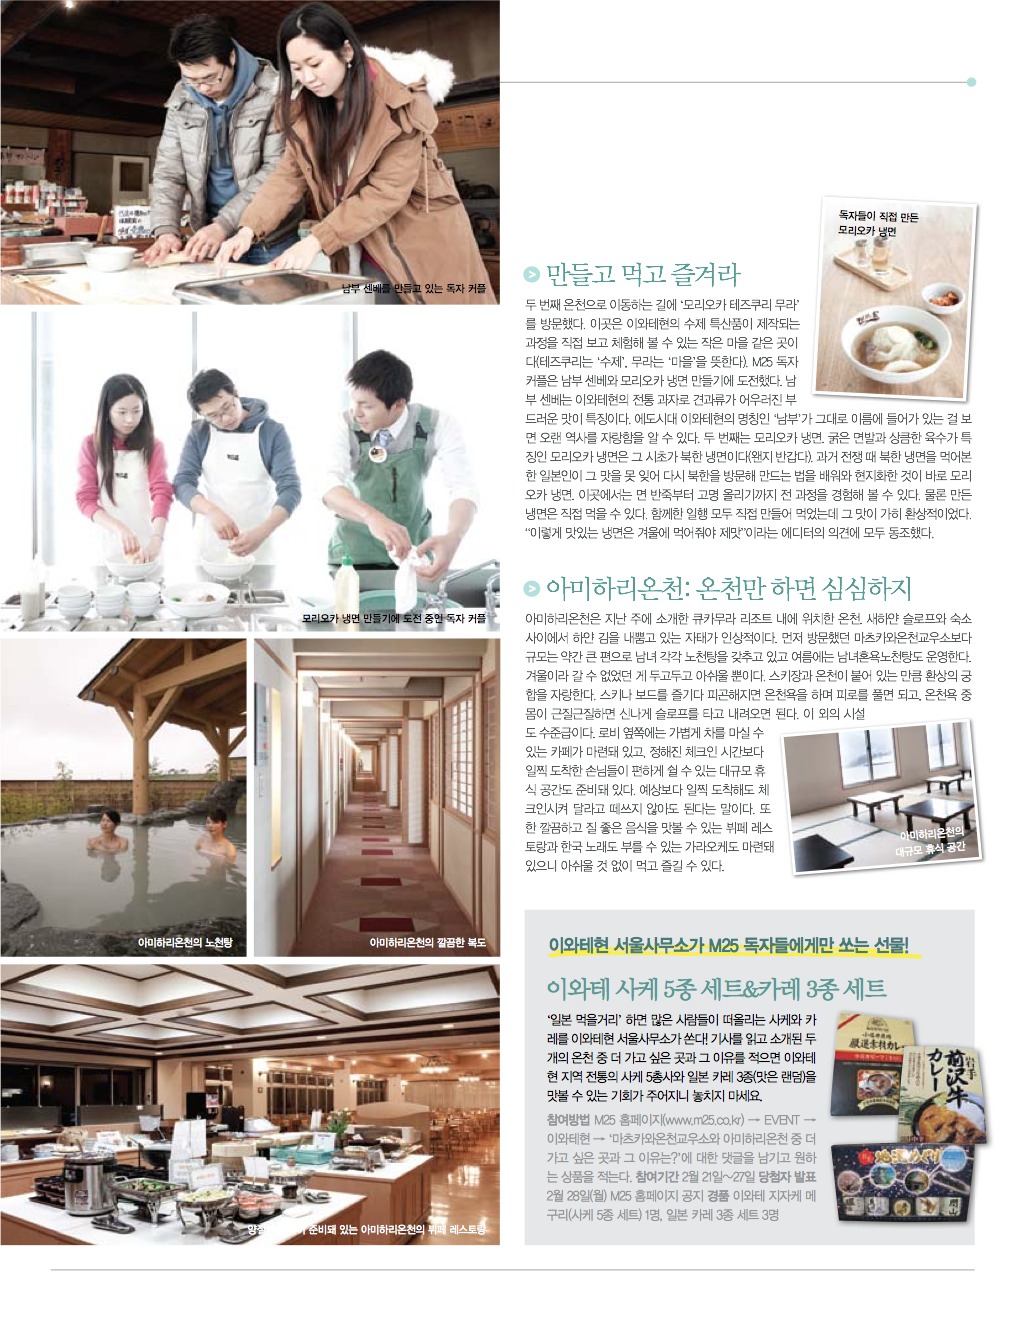 남부 센베를 만들고 있는 독자 커플
모리오카 냉면 만들기에 도전 중인 독자 커플
아미하리온천의 노천탕
아미하리온천의 깔끔한 복도
준비돼 있는 아미하리온천의 뷔페 레스토랑
독자들이 직접 만든
모리오카 냉면
만들고 먹고 즐겨라
두 번째 온천으로 이동하는 길에 ‘모리오카 테즈쿠리 무라’
를 방문했다. 이곳은 이와테현의 수제 특산품이 제작되는
과정을 직접 보고 체험해 볼 수 있는 작은 마을 같은 곳이
다(테즈쿠리는 ‘수제’, 무라는 ‘마을’을 뜻한다). M25 독자
커플은 남부 센베와 모리오카 냉면 만들기에 도전했다. 남
부 센베는 이와테현의 전통 과자로 견과류가 어우러진 부
드러운 맛이 특징이다. 에도시대 이와테현의 명칭인 ‘남부’가 그대로 이름에 들어가 있는 걸 보
면 오랜 역사를 자랑함을 알 수 있다. 두 번째는 모리오카 냉면. 굵은 면발과 상큼한 육수가 특
징인 모리오카 냉면은 그 시초가 북한 냉면이다(왠지 반갑다). 과거 전쟁 때 북한 냉면을 먹어본
한 일본인이 그 맛을 못 잊어 다시 북한을 방문해 만드는 법을 배워와 현지화한 것이 바로 모리
오카 냉면. 이곳에서는 면 반죽부터 고명 올리기까지 전 과정을 경험해 볼 수 있다. 물론 만든
냉면은 직접 먹을 수 있다. 함께한 일행 모두 직접 만들어 먹었는데 그 맛이 가히 환상적이었다.
“이렇게 맛있는 냉면은 겨울에 먹어줘야 제맛”이라는 에디터의 의견에 모두 동조했다.
아미하리온천: 온천만 하면 심심하지
아미하리온천은 지난 주에 소개한 큐카무라 리조트 내에 위치한 온천. 새하얀 슬로프와 숙소
사이에서 하얀 김을 내뿜고 있는 자태가 인상적이다. 먼저 방문했던 마츠카와온천교우소보다
규모는 약간 큰 편으로 남녀 각각 노천탕을 갖추고 있고 여름에는 남녀혼욕노천탕도 운영한다.
겨울이라 갈 수 없었던 게 두고두고 아쉬울 뿐이다. 스키장과 온천이 붙어 있는 만큼 환상의 궁
합을 자랑한다. 스키나 보드를 즐기다 피곤해지면 온천욕을 하며 피로를 풀면 되고, 온천욕 중
몸이 근질근질하면 신나게 슬로프를 타고 내려오면 된다. 이 외의 시설
도 수준급이다. 로비 옆쪽에는 가볍게 차를 마실 수
있는 카페가 마련돼 있고, 정해진 체크인 시간보다
일찍 도착한 손님들이 편하게 쉴 수 있는 대규모 휴
식 공간도 준비돼 있다. 예상보다 일찍 도착해도 체
크인시켜 달라고 떼쓰지 않아도 된다는 말이다. 또
한 깔끔하고 질 좋은 음식을 맛볼 수 있는 뷔페 레스
토랑과 한국 노래도 부를 수 있는 가라오케도 마련돼
있으니 아쉬울 것 없이 먹고 즐길 수 있다.
아미하리온천의
대규모 휴식 공간
이와테현 서울사무소가 M25 독자들에게만 쏘는 선물!
이와테 사케 5종 세트&카레 3종 세트
‘일본 먹을거리’ 하면 많은 사람들이 떠올리는 사케와 카
레를 이와테현 서울사무소가 쏜다! 기사를 읽고 소개된 두
개의 온천 중 더 가고 싶은 곳과 그 이유를 적으면 이와테
현 지역 전통의 사케 5총사와 일본 카레 3종(맛은 랜덤)을
맛볼 수 있는 기회가 주어지니 놓치지 마세요.
참여방법 M25 홈페이지(www.m25.co.kr) → EVENT →
이와테현 → ‘마츠카와온천교우소와 아미하리온천 중 더
가고 싶은 곳과 그 이유는?’에 대한 댓글을 남기고 원하
는 상품을 적는다. 참여기간 2월 21일~27일 당첨자 발표
2월 28일(월) M25 홈페이지 공지 경품 이와테 지자케 메
구리(사케 5종 세트) 1명, 일본 카레 3종 세트 3명
厳選素材カレー
岩手
前沢牛
カレー
地酒めぐり